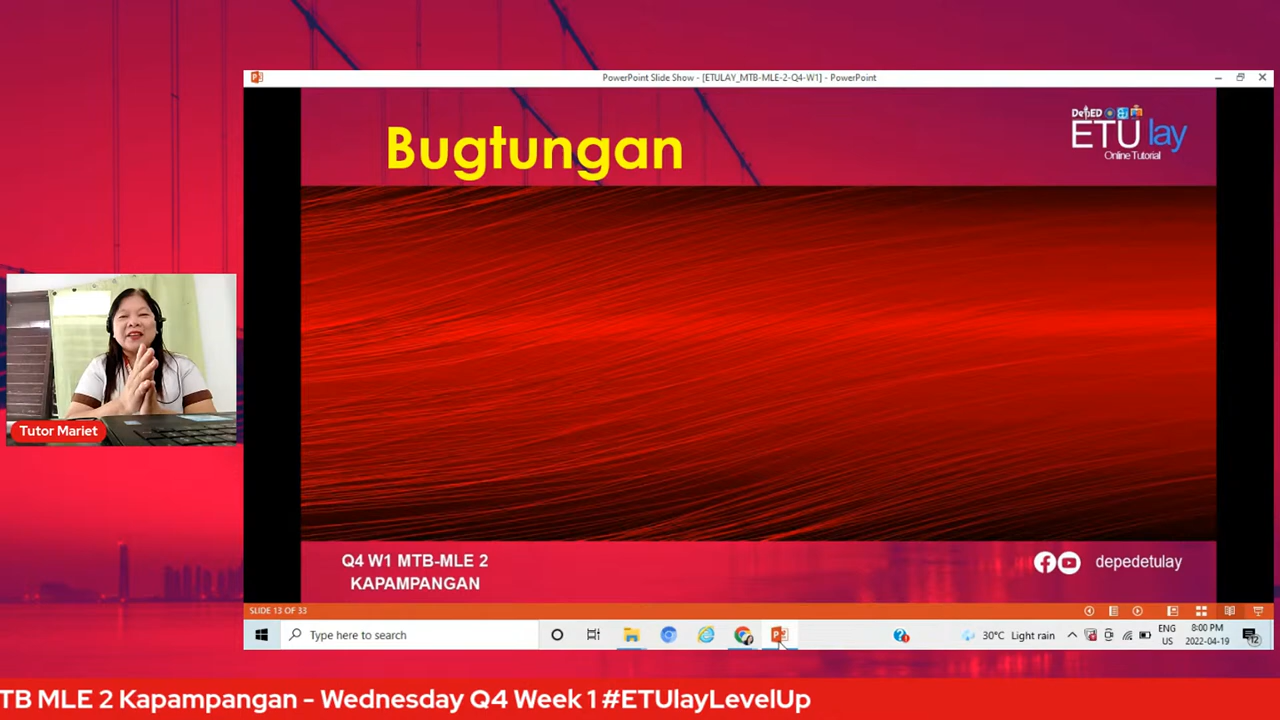 PowerPoint Slide Show - [ETULAY_MTB-MLE-2-Q4-W1] - PowerPoint
Bugtungan
DepED
ETUlay
Online Tutorial
Tutor Mariet
Q4 W1 MTB-MLE 2
KAPAMPANGAN
depedetulay
SLIDE 13 OF 33
Type here to search
30°C Light rain
ENG
US
8:00 PM
2022-04-19
12
TB MLE 2 Kapampangan - Wednesday Q4 Week 1 #ETUlayLevelUp